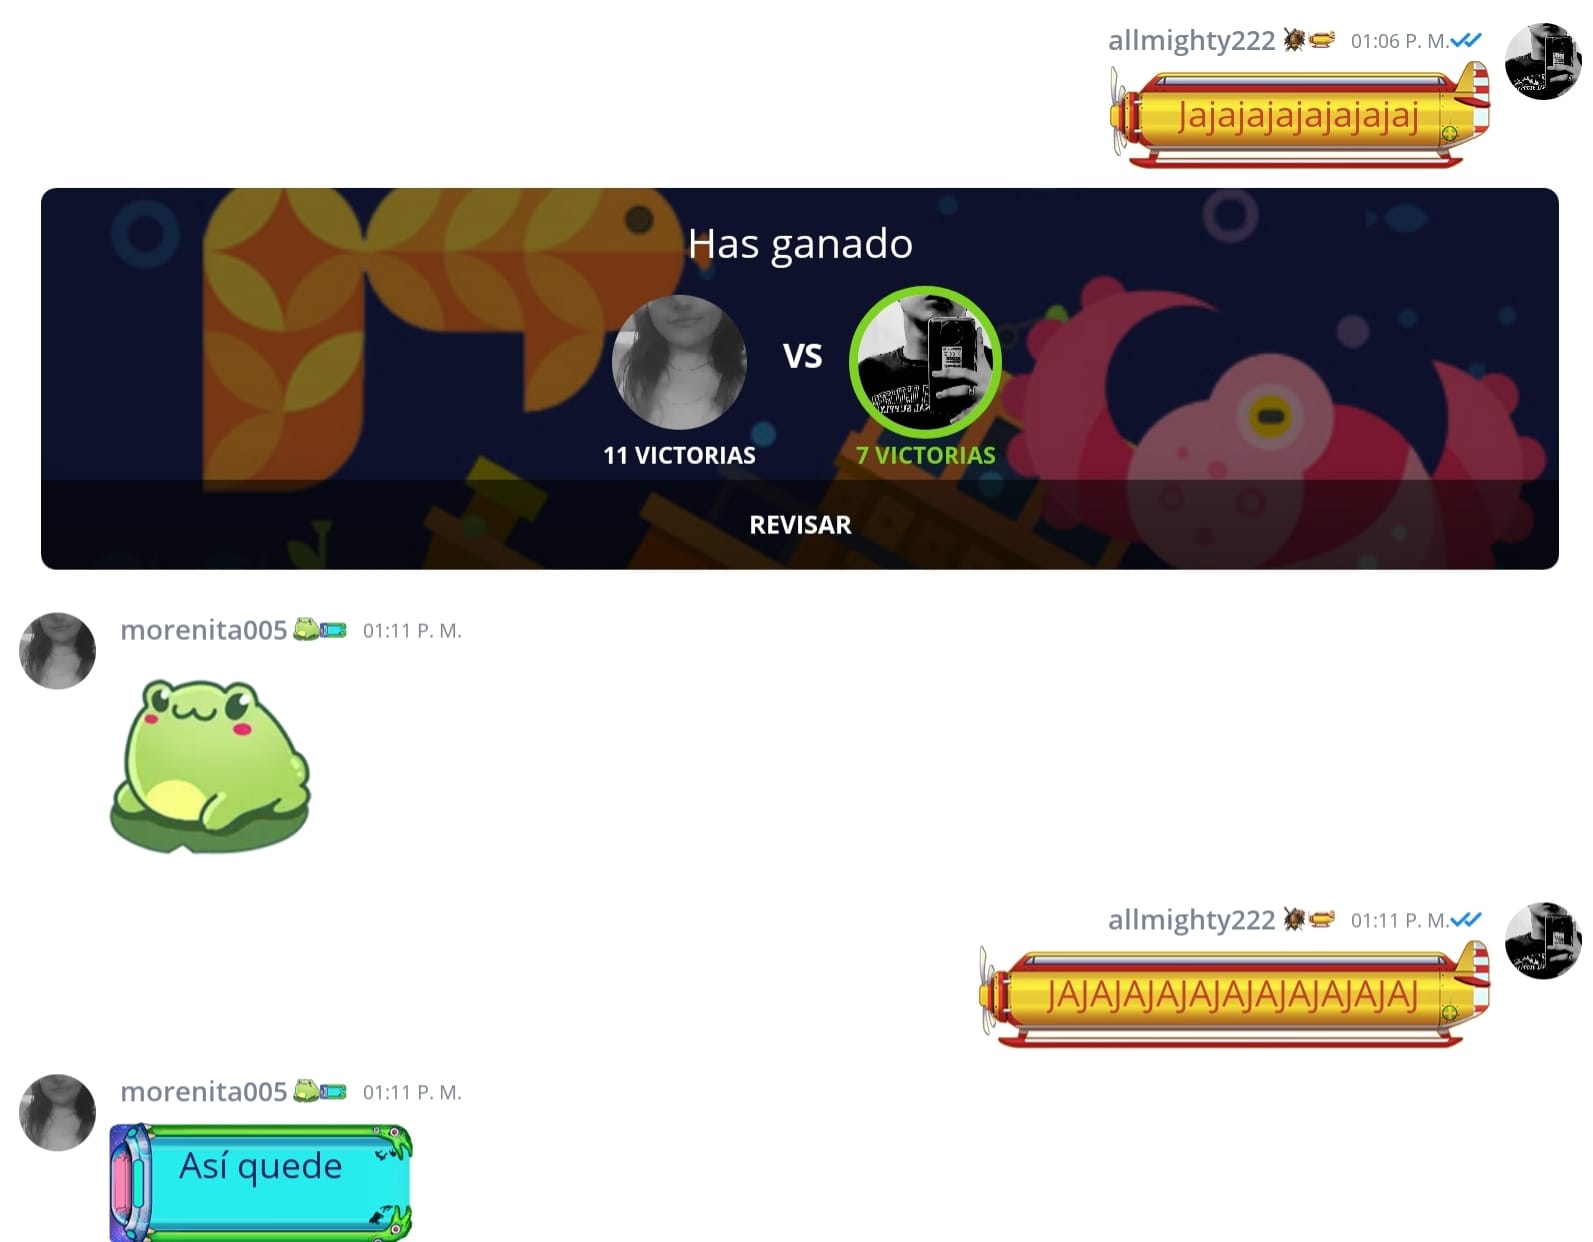 allmighty222 01:06 P. M.
Jajajajajajajajaj
Has ganado
VS
11 VICTORIAS
7 VICTORIAS
REVISAR
morenita005 01:11 P. M.
allmighty222 01:11 P. M.
JAJAJAJAJAJAJAJAJAJAJAJ
morenita005 01:11 P. M.
Así quede